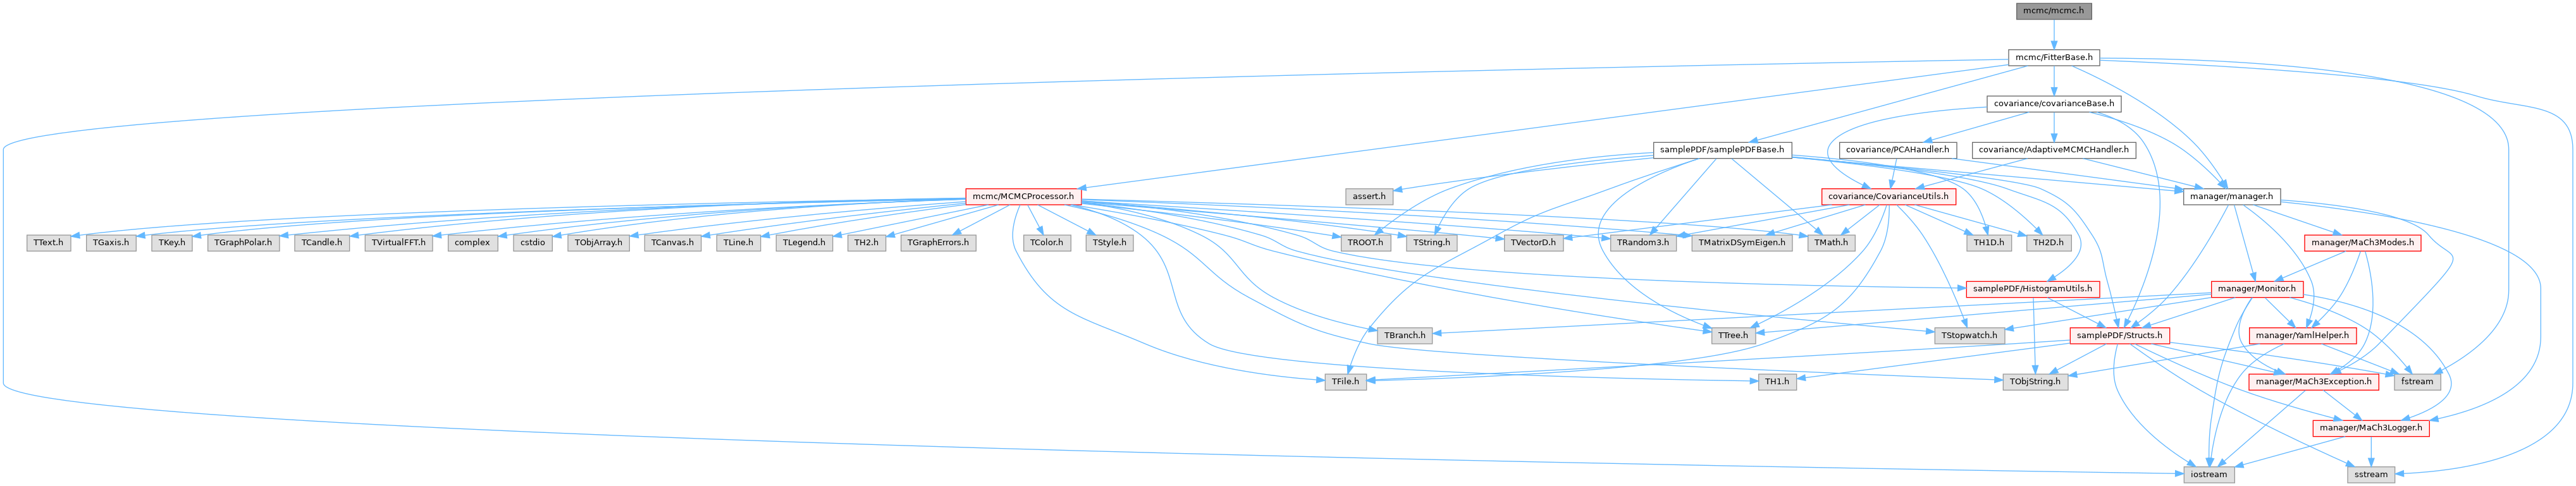 mcmc/mcmc.h
mcmc/FitterBase.h
covariance/covarianceBase.h
samplePDF/samplePDFBase.h
covariance/PCAHandler.h
covariance/AdaptiveMCMCHandler.h
mcmc/MCMCProcessor.h
assert.h
covariance/CovarianceUtils.h
manager/manager.h
TText.h
TGaxis.h
TKey.h
TGraphPolar.h
TCandle.h
TVirtualFFT.h
complex
cstdio
TObjArray.h
TCanvas.h
TLine.h
TLegend.h
TH2.h
TGraphErrors.h
TColor.h
TStyle.h
TROOT.h
TString.h
TVectorD.h
TRandom3.h
TMatrixDSymEigen.h
TMath.h
TH1D.h
TH2D.h
manager/MaCh3Modes.h
samplePDF/HistogramUtils.h
manager/Monitor.h
TBranch.h
TTree.h
TStopwatch.h
samplePDF/Structs.h
manager/YamlHelper.h
TFile.h
TH1.h
TObjString.h
manager/MaCh3Exception.h
fstream
manager/MaCh3Logger.h
iostream
sstream